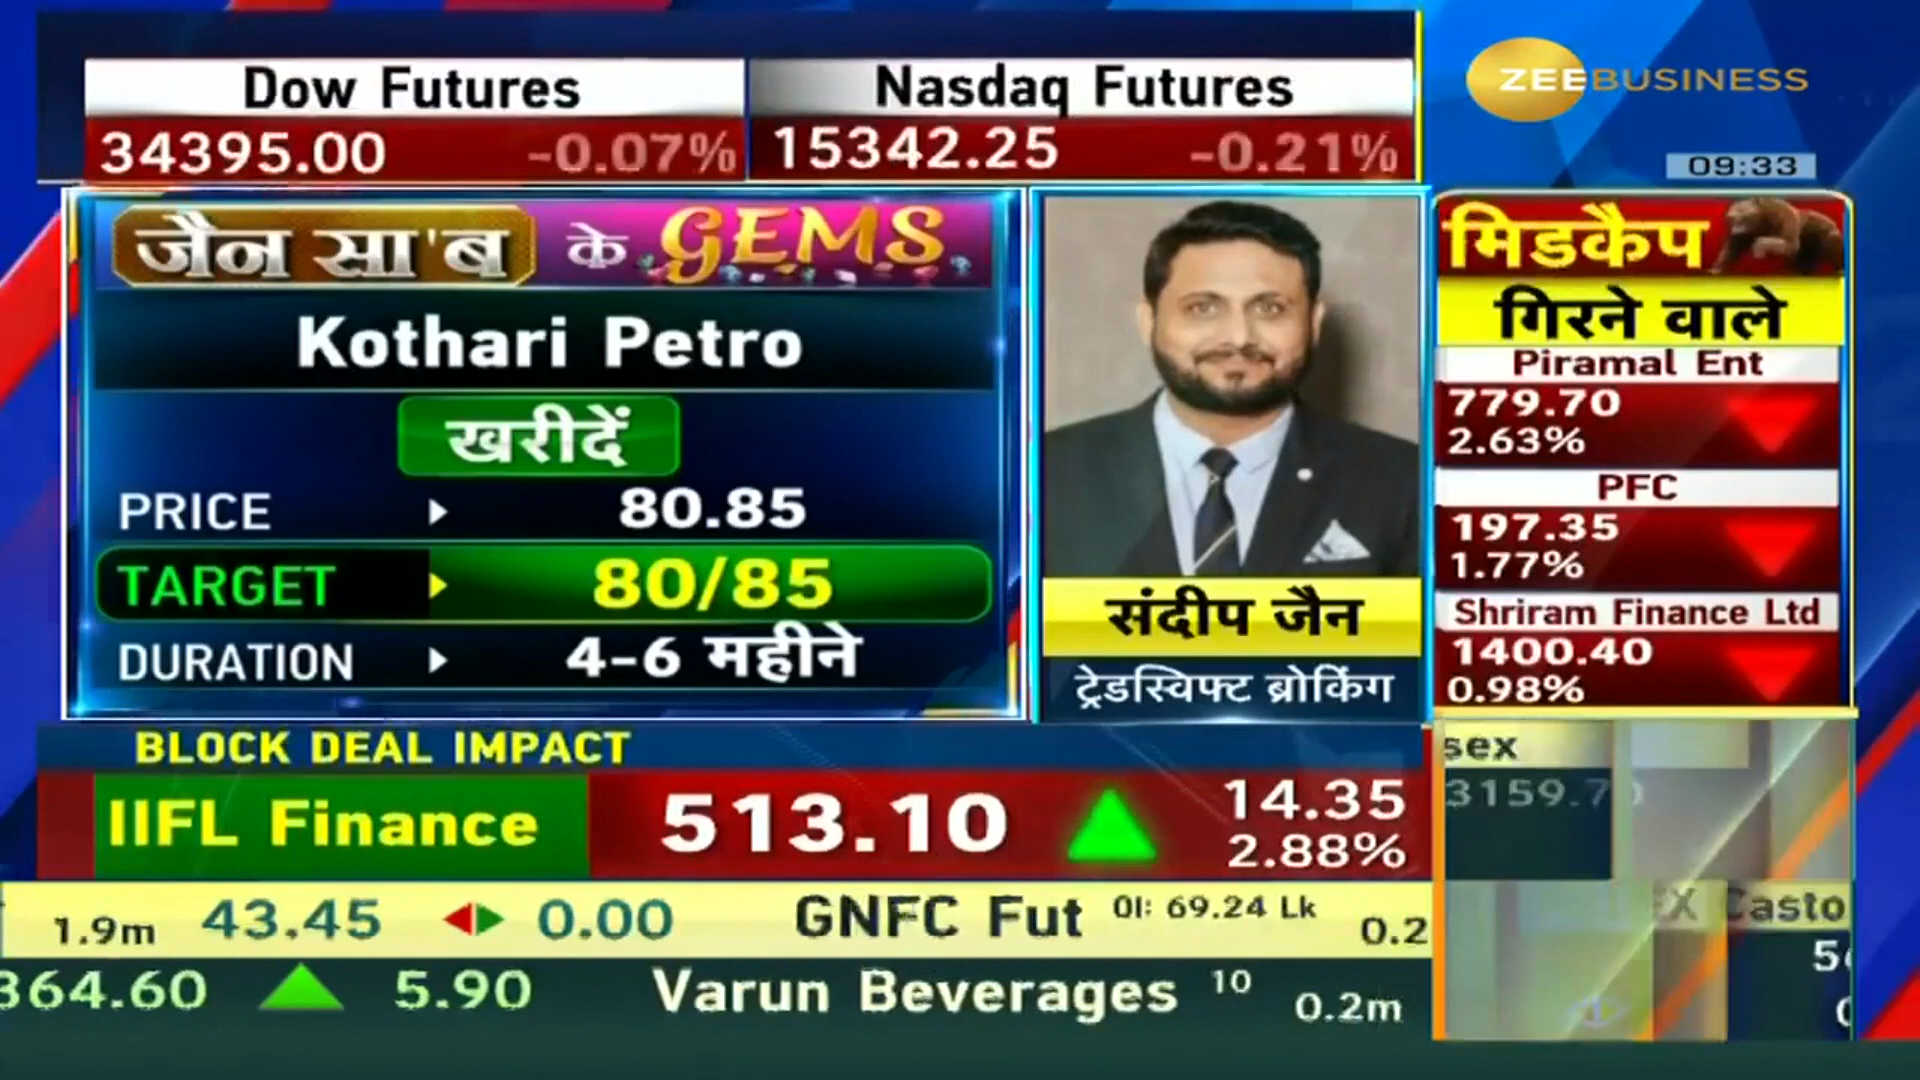 Dow Futures
34395.00 -0.07%
Nasdaq Futures
15342.25 -0.21%
ZEEBUSINESS
09:33
जैन सा'ब के GEMS
Kothari Petro
खरीदें
PRICE 80.85
TARGET 80/85
DURATION 4-6 महीने
संदीप जैन
ट्रेडस्विफ्ट ब्रोकिंग
मिडकैप
गिरने वाले
Piramal Ent
779.70
2.63%
PFC
197.35
1.77%
Shriram Finance Ltd
1400.40
0.98%
BLOCK DEAL IMPACT
IIFL Finance 513.10 14.35
2.88%
1.9m 43.45 0.00 GNFC Fut OI: 69.24 Lk 0.2
364.60 5.90 Varun Beverages 10 0.2m
sex
3159.7
Casto